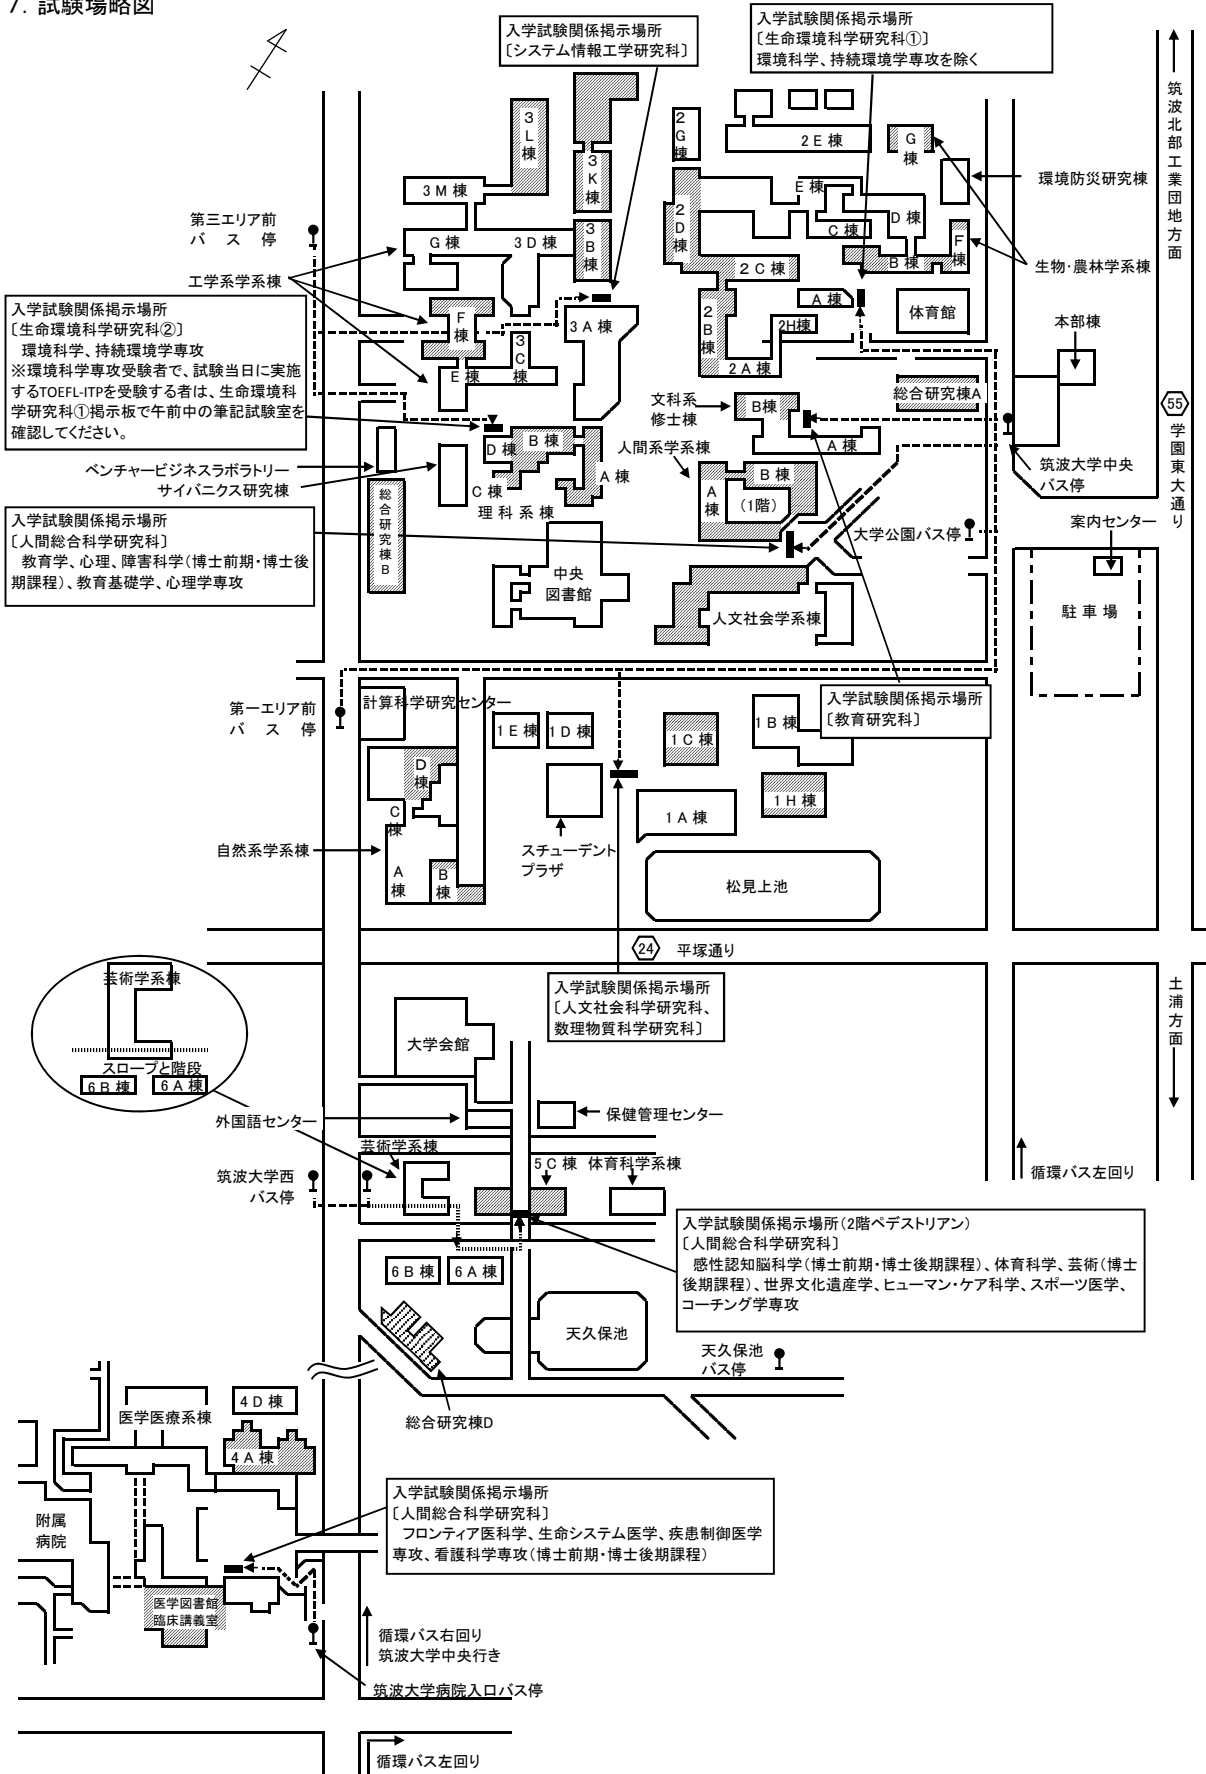 7. 試験場略図
入学試験関係掲示場所
〔システム情報工学研究科〕
入学試験関係掲示場所
〔生命環境科学研究科①〕
環境科学、持続環境学専攻を除く
筑波北部工業団地方面
3L棟
3K棟
2G棟
2E棟
G棟
環境防災研究棟
3M棟
E棟
D棟
C棟
F棟
B棟
生物・農林学系棟
第三エリア前
バス停
G棟
3D棟
3B棟
2D棟
2C棟
工学系学系棟
A棟
体育館
本部棟
入学試験関係掲示場所
〔生命環境科学研究科②〕
環境科学、持続環境学専攻
※環境科学専攻受験者で、試験当日に実施
するTOEFL-ITPを受験する者は、生命環境科
学研究科①掲示板で午前中の筆記試験室を
確認してください。
F棟
3A棟
3C棟
E棟
2B棟
2H棟
2A棟
総合研究棟A
55
学園東大通り
文科系
修士棟
B棟
A棟
筑波大学中央
バス停
人間系学系棟
B棟
A棟
(1階)
ベンチャービジネスラボラトリー
サイバニクス研究棟
D棟
B棟
A棟
C棟
理科系棟
総合研究棟B
入学試験関係掲示場所
〔人間総合科学研究科〕
教育学、心理、障害科学(博士前期・博士後
期課程)、教育基礎学、心理学専攻
大学公園バス停
案内センター
駐車場
中央
図書館
人文社会学系棟
入学試験関係掲示場所
〔教育研究科〕
第一エリア前
バス停
計算科学研究センター
1E棟
1D棟
1C棟
1B棟
1H棟
1A棟
D棟
C棟
A棟
B棟
自然系学系棟
スチューデント
プラザ
松見上池
24
平塚通り
入学試験関係掲示場所
〔人文社会科学研究科、
数理物質科学研究科〕
土浦方面
芸術学系棟
スロープと階段
6B棟
6A棟
大学会館
外国語センター
保健管理センター
芸術学系棟
5C棟
体育科学系棟
筑波大学西
バス停
循環バス左回り
入学試験関係掲示場所(2階ペデストリアン)
〔人間総合科学研究科〕
感性認知脳科学(博士前期・博士後期課程)、体育科学、芸術(博士
後期課程)、世界文化遺産学、ヒューマン・ケア科学、スポーツ医学、
コーチング学専攻
6B棟
6A棟
天久保池
天久保池
バス停
総合研究棟D
医学医療系棟
4D棟
4A棟
附属
病院
入学試験関係掲示場所
〔人間総合科学研究科〕
フロンティア医科学、生命システム医学、疾患制御医学
専攻、看護科学専攻(博士前期・博士後期課程)
医学図書館
臨床講義室
循環バス右回り
筑波大学中央行き
筑波大学病院入口バス停
循環バス左回り